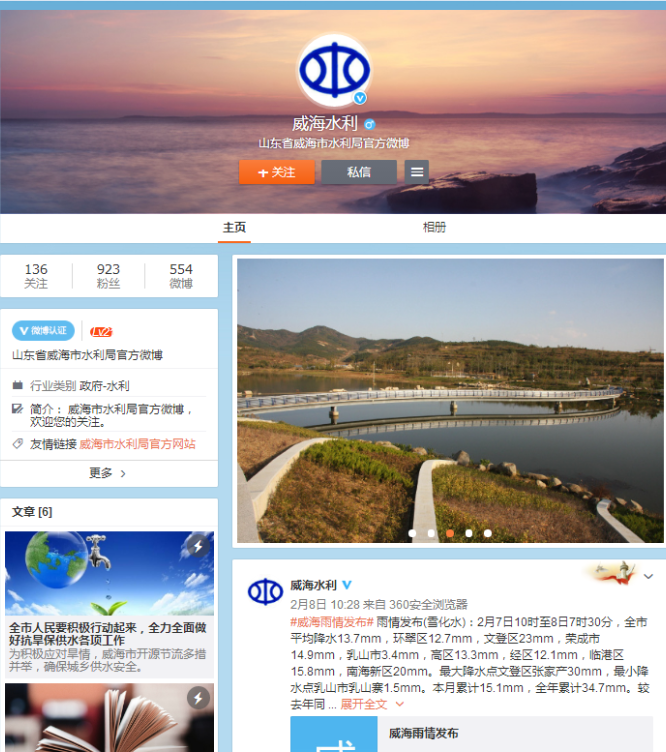 威海水利
山东省威海市水利局官方微博
+ 关注
私信
主页
相册
136
关注
923
粉丝
554
微博
V 微博认证
LV2
山东省威海市水利局官方微博
行业类别 政府-水利
简介： 威海市水利局官方微博，
欢迎您的关注。
友情链接 威海市水利局官方网站
更多 >
文章 [6]
全市人民要积极行动起来，全力全面做
好抗旱保供水各项工作
为积极应对旱情，威海市开源节流多措
并举，确保城乡供水安全。
威海水利
2月8日 10:28 来自 360安全浏览器
#威海雨情发布# 雨情发布(雪化水)：2月7日10时至8日7时30分，全市
平均降水13.7mm，环翠区12.7mm，文登区23mm，荣成市
14.9mm，乳山市3.4mm，高区13.3mm，经区12.1mm，临港区
15.8mm，南海新区20mm。最大降水点文登区张家产30mm，最小降
水点乳山市乳山寨1.5mm。本月累计15.1mm，全年累计34.7mm。较
去年同 ... 展开全文
威海雨情发布
威